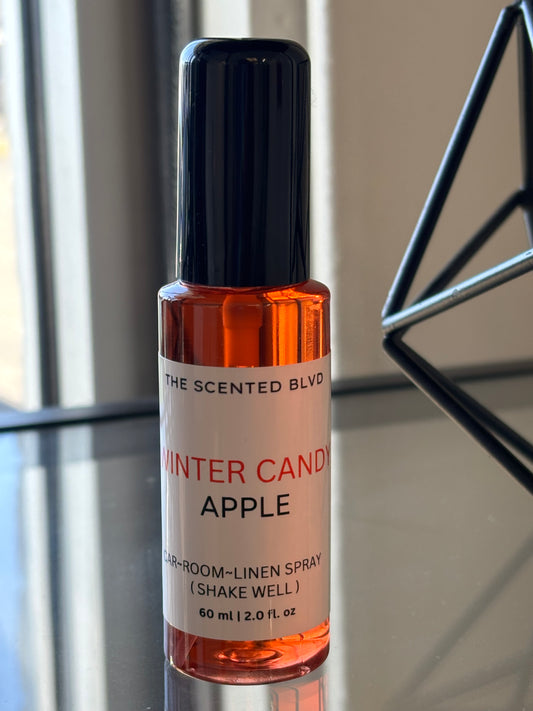 THE SCENTED BLVD
WINTER CANDY
APPLE
CAR~ROOM~LINEN SPRAY
( SHAKE WELL )
60 ml | 2.0 fl. oz